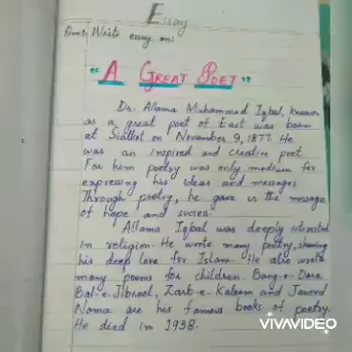 Essay
Write essay on:
"A GREAT POET"
Dr. Allama Muhammad Iqbal, known
as a great poet of East was born
at Sialkot on November 9, 1877. He
was an inspired and creative poet.
For him poetry was only medium for
expressing his ideas and messages
Through poetry, he gave us the message
of hope and succes.
Allama Iqbal was deeply interested
in religion. He wrote many poetry, showing
his deep love for Islam. He also wrote
many poems for children. Bang-e-Dara
Bal-e-Jibrael, Zarb-e-Kaleem and Javed
Nama are his famous books of poetry.
He died in 1938.
VIVAVIDEO